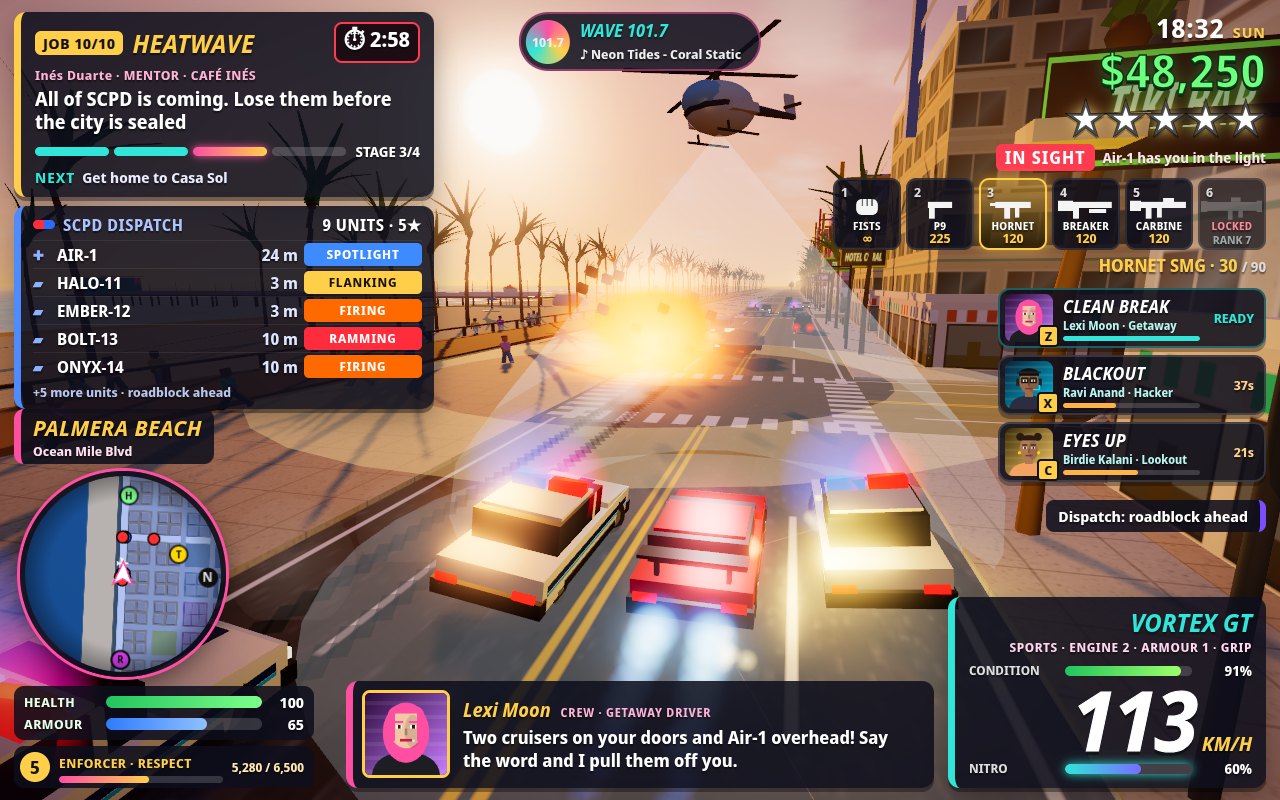 JOB 10/10 HEATWAVE 2:58
Inés Duarte · MENTOR · CAFÉ INÉS
All of SCPD is coming. Lose them before
the city is sealed
STAGE 3/4
NEXT Get home to Casa Sol
SCPD DISPATCH 9 UNITS · 5★
AIR-1 24 m SPOTLIGHT
HALO-11 3 m FLANKING
EMBER-12 3 m FIRING
BOLT-13 10 m RAMMING
ONYX-14 10 m FIRING
+5 more units · roadblock ahead
PALMERA BEACH
Ocean Mile Blvd
H
T
N
R
HEALTH 100
ARMOUR 65
5 ENFORCER · RESPECT 5,280 / 6,500
101.7 WAVE 101.7
♪ Neon Tides - Coral Static
18:32 SUN
$48,250
TIKI BAR
IN SIGHT Air-1 has you in the light
1 FISTS ∞
2 P9 225
3 HORNET 120
4 BREAKER 120
5 CARBINE 120
6 LOCKED RANK 7
HOTEL CORAL
HORNET SMG · 30 / 90
CLEAN BREAK
Lexi Moon · Getaway READY
Z
BLACKOUT
Ravi Anand · Hacker 37s
X
EYES UP
Birdie Kalani · Lookout 21s
C
Dispatch: roadblock ahead
Lexi Moon CREW · GETAWAY DRIVER
Two cruisers on your doors and Air-1 overhead! Say
the word and I pull them off you.
VORTEX GT
SPORTS · ENGINE 2 · ARMOUR 1 · GRIP
CONDITION 91%
113 KM/H
NITRO 60%